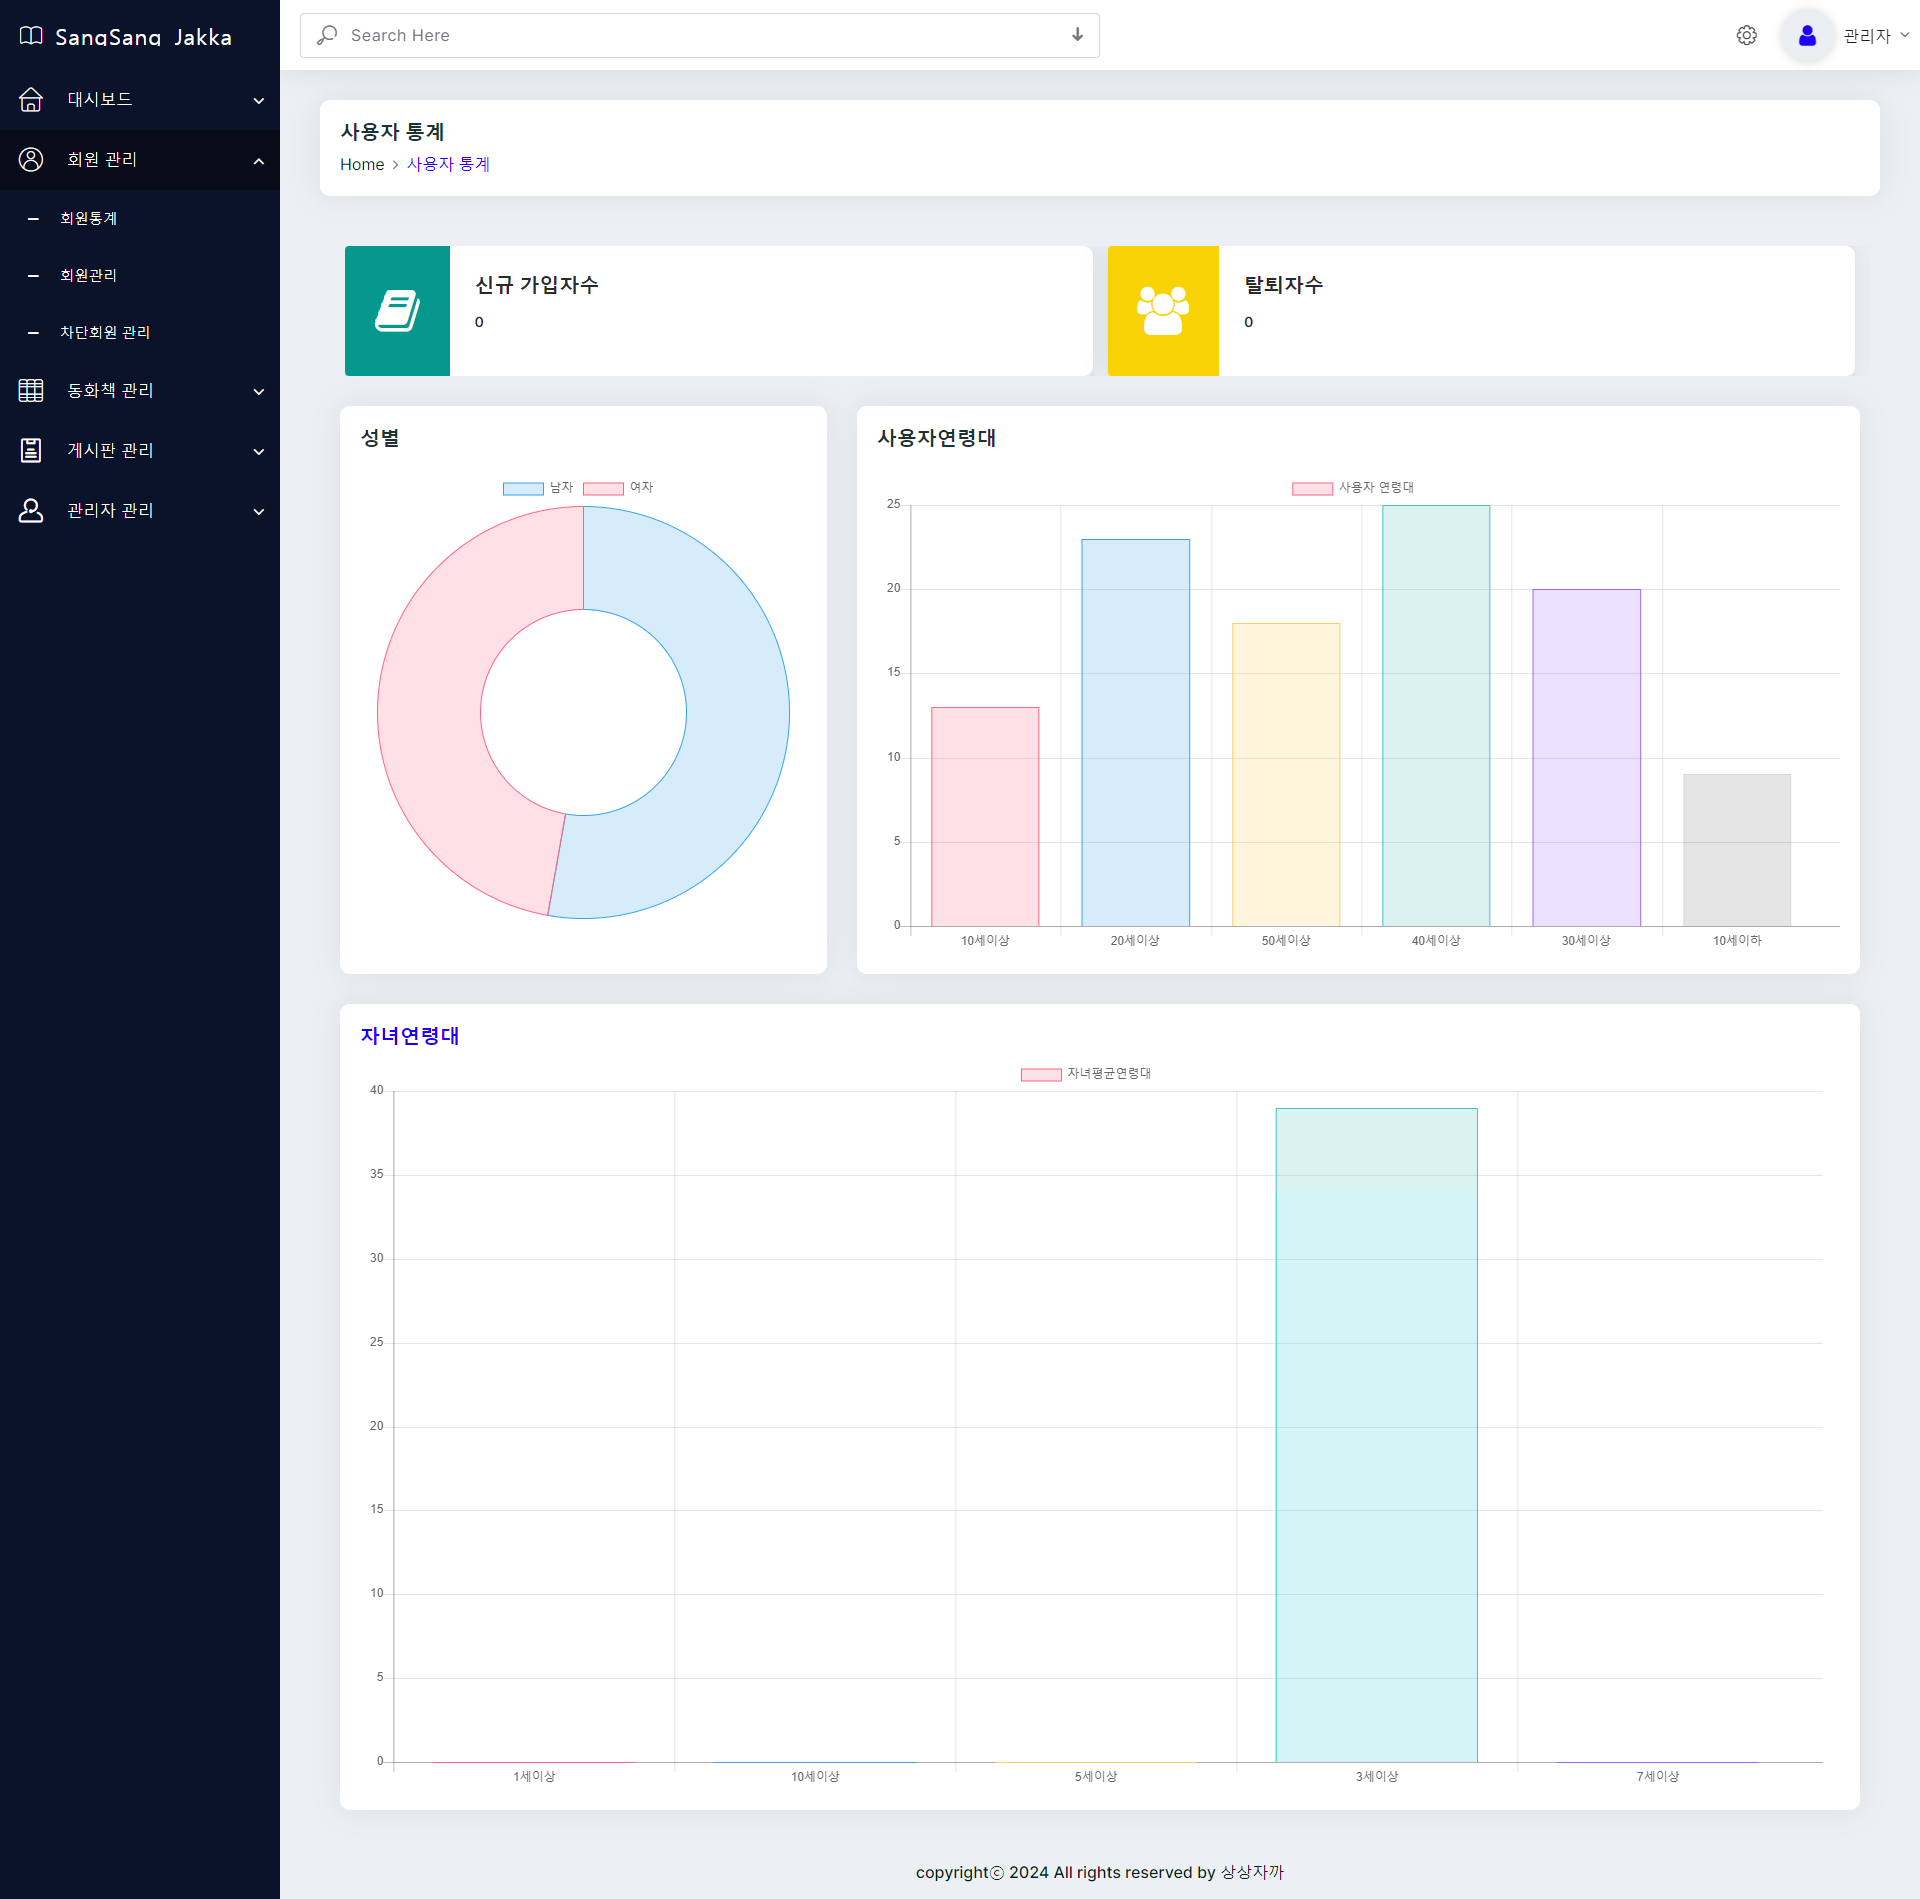 SangSang Jakka
Search Here
관리자
대시보드
회원 관리
회원통계
회원관리
차단회원 관리
동화책 관리
게시판 관리
관리자 관리
사용자 통계
Home > 사용자 통계
신규 가입자수
0
탈퇴자수
0
성별
남자 여자
사용자연령대
사용자 연령대
25
20
15
10
5
0
10세이상 20세이상 50세이상 40세이상 30세이상 10세이하
자녀연령대
자녀평균연령대
40
35
30
25
20
15
10
5
0
1세이상 10세이상 5세이상 3세이상 7세이상
copyrightⓒ 2024 All rights reserved by 상상자까